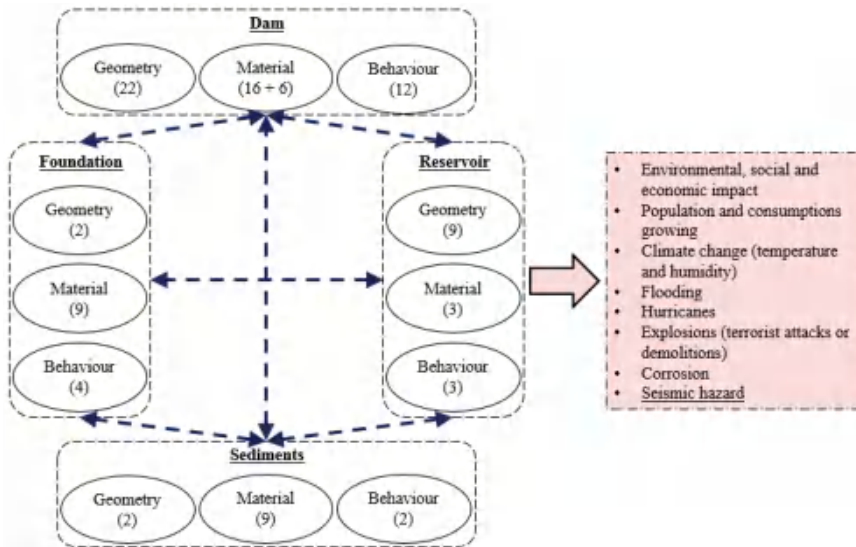 Dam
Geometry
(22)
Material
(16 + 6)
Behaviour
(12)
Foundation
Geometry
(2)
Material
(9)
Behaviour
(4)
Reservoir
Geometry
(9)
Material
(3)
Behaviour
(3)
Sediments
Geometry
(2)
Material
(9)
Behaviour
(2)
• Environmental, social and
economic impact
• Population and consumptions
growing
• Climate change (temperature
and humidity)
• Flooding
• Hurricanes
• Explosions (terrorist attacks or
demolitions)
• Corrosion
• Seismic hazard